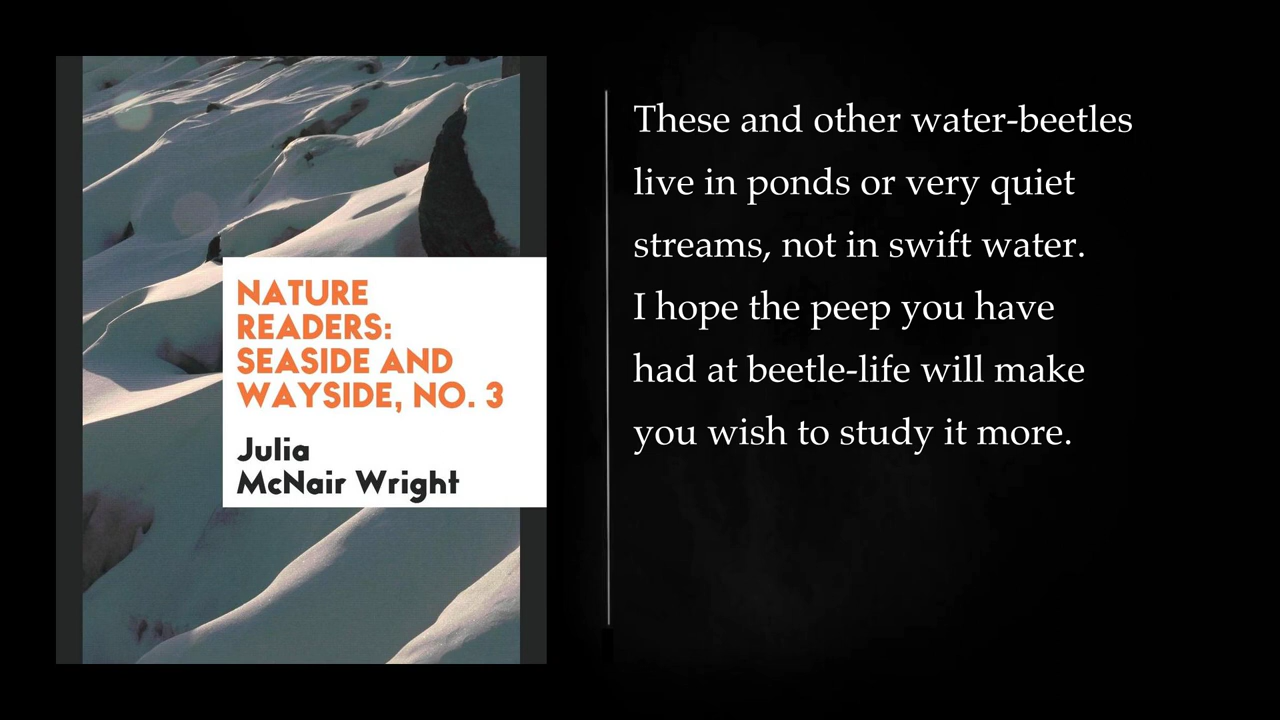 NATURE
READERS:
SEASIDE AND
WAYSIDE, NO. 3
Julia
McNair Wright
These and other water-beetles
live in ponds or very quiet
streams, not in swift water.
I hope the peep you have
had at beetle-life will make
you wish to study it more.